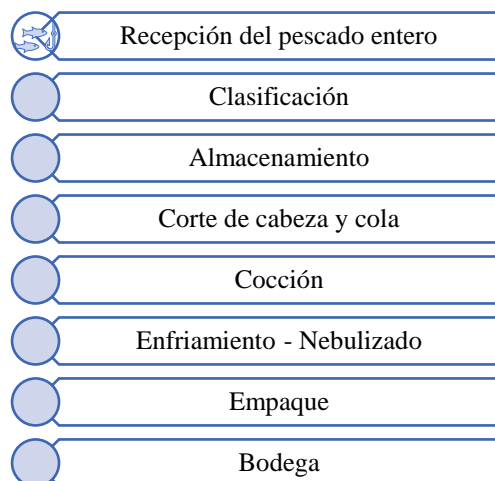 Recepción del pescado entero
Clasificación
Almacenamiento
Corte de cabeza y cola
Cocción
Enfriamiento - Nebulizado
Empaque
Bodega